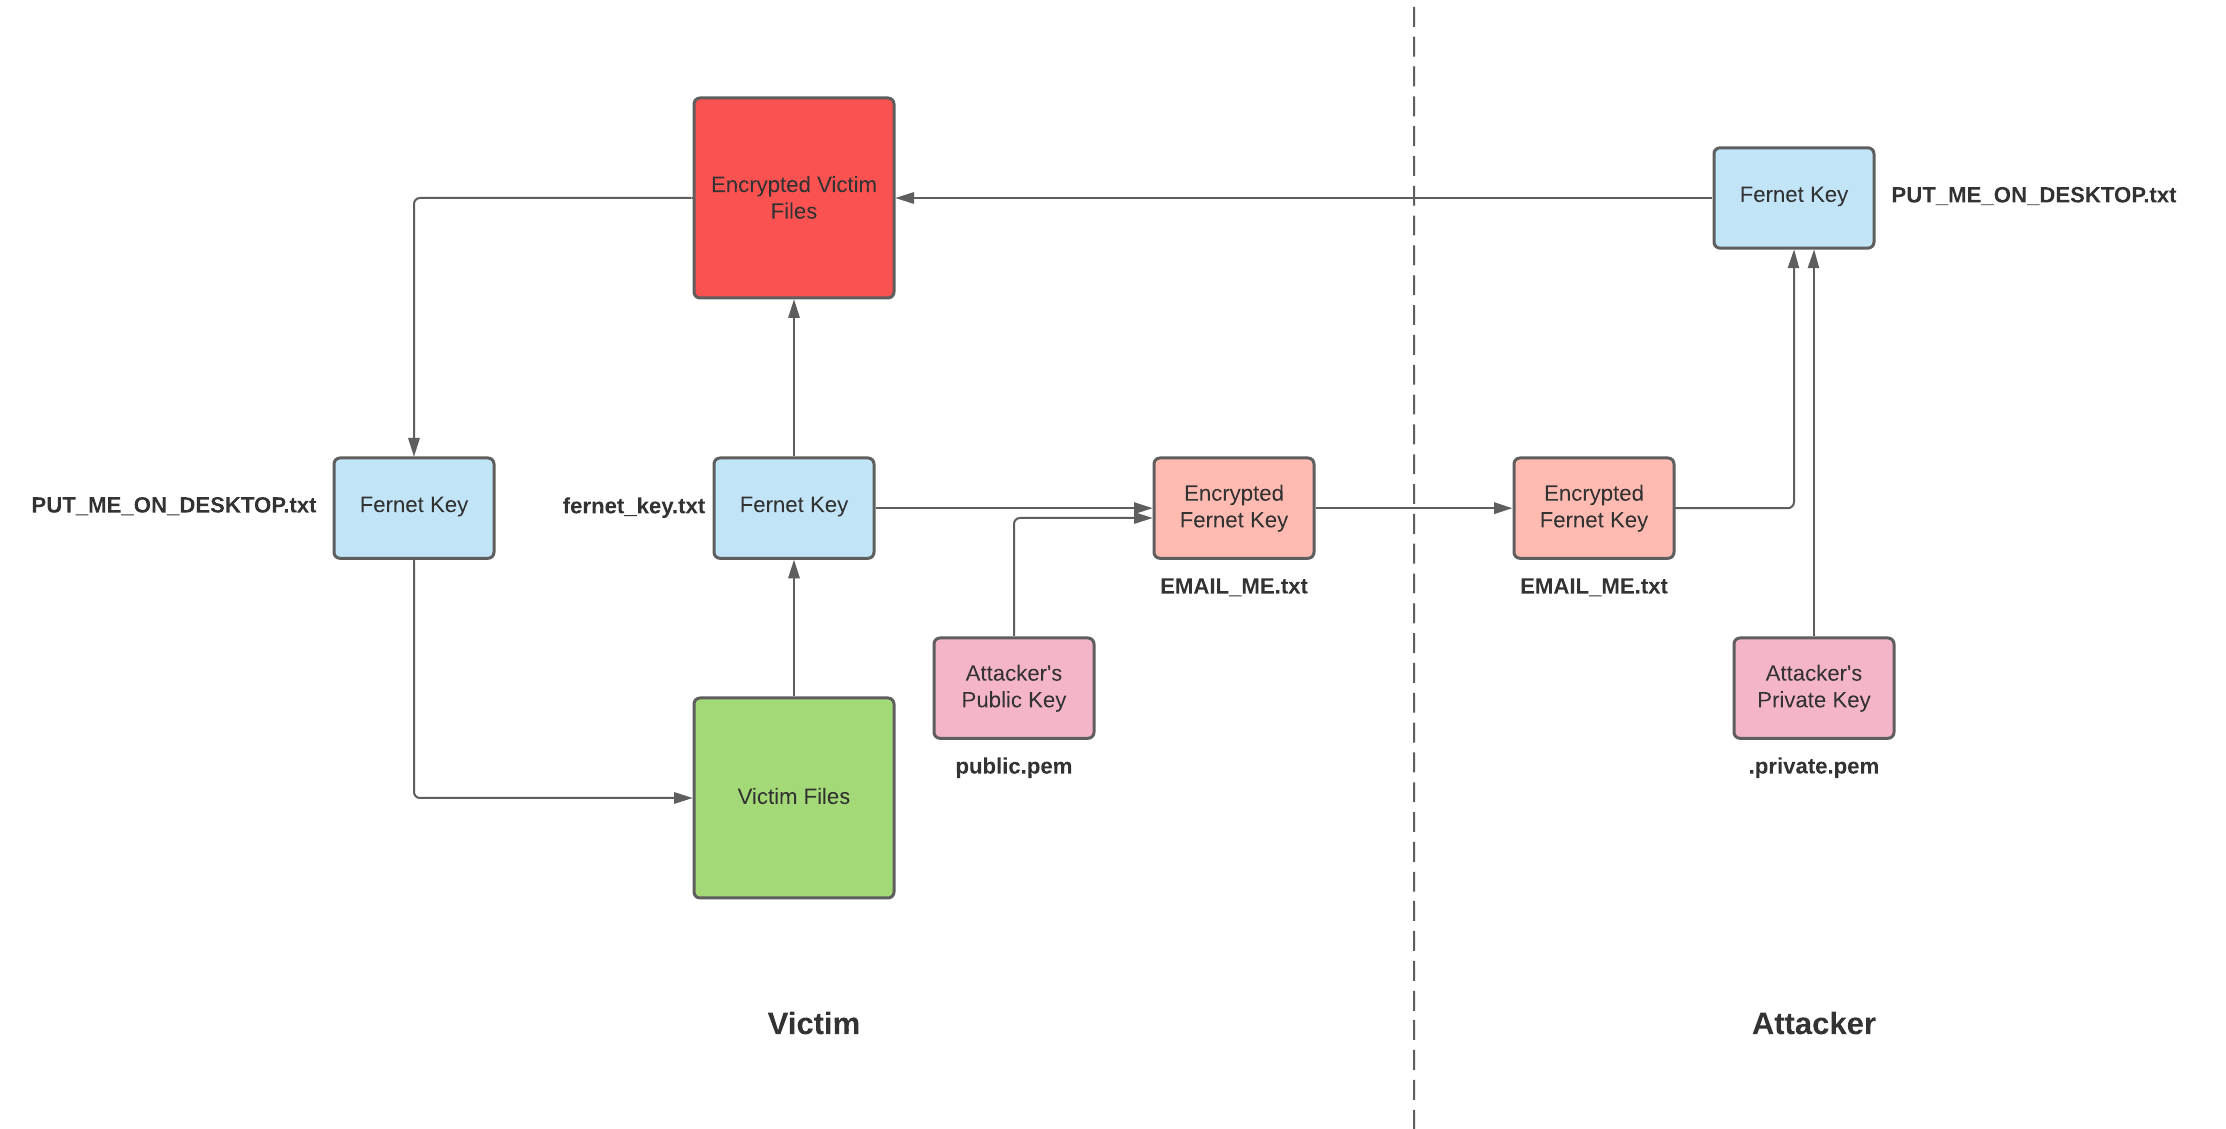 Encrypted Victim
Files
Fernet Key
PUT_ME_ON_DESKTOP.txt
PUT_ME_ON_DESKTOP.txt
Fernet Key
fernet_key.txt
Fernet Key
Encrypted
Fernet Key
EMAIL_ME.txt
Encrypted
Fernet Key
EMAIL_ME.txt
Attacker's
Public Key
public.pem
Attacker's
Private Key
.private.pem
Victim Files
Victim
Attacker